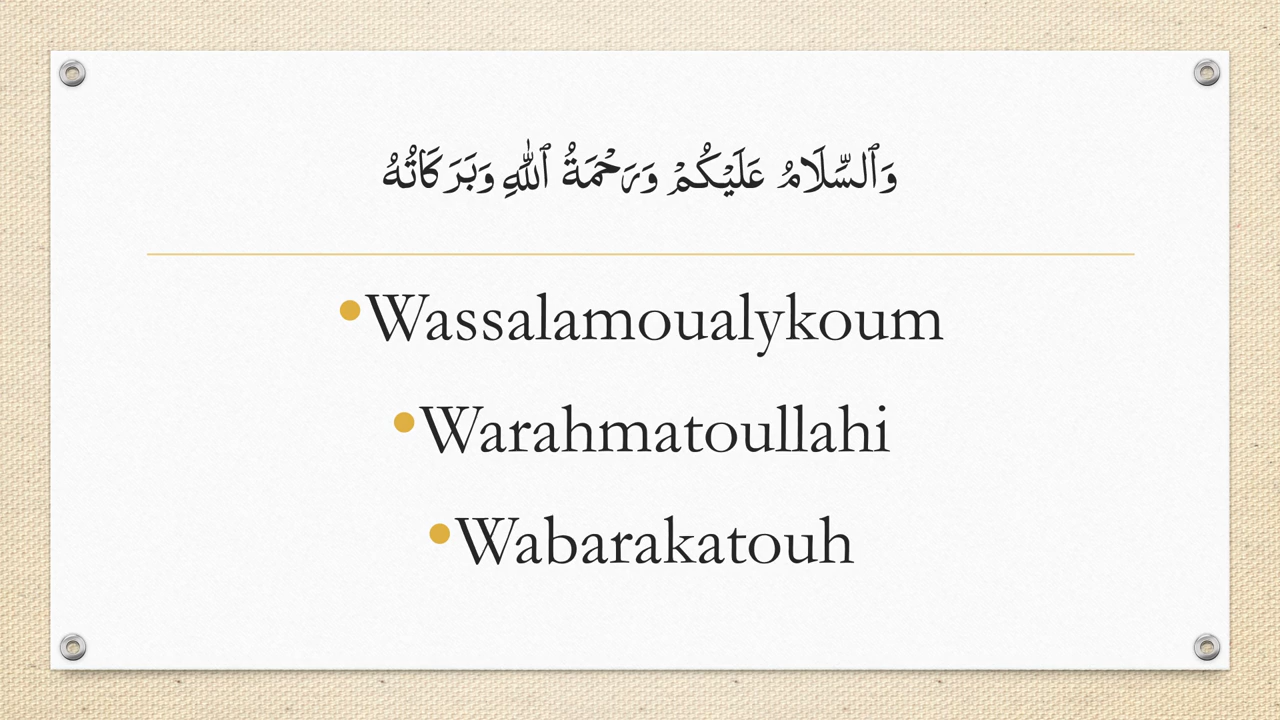 وَٱلسَّلَامُ عَلَيْكُمْ وَرَحْمَةُ ٱللَّٰهِ وَبَرَكَاتُهُ
•Wassalamoualykoum
•Warahmatoullahi
•Wabarakatouh